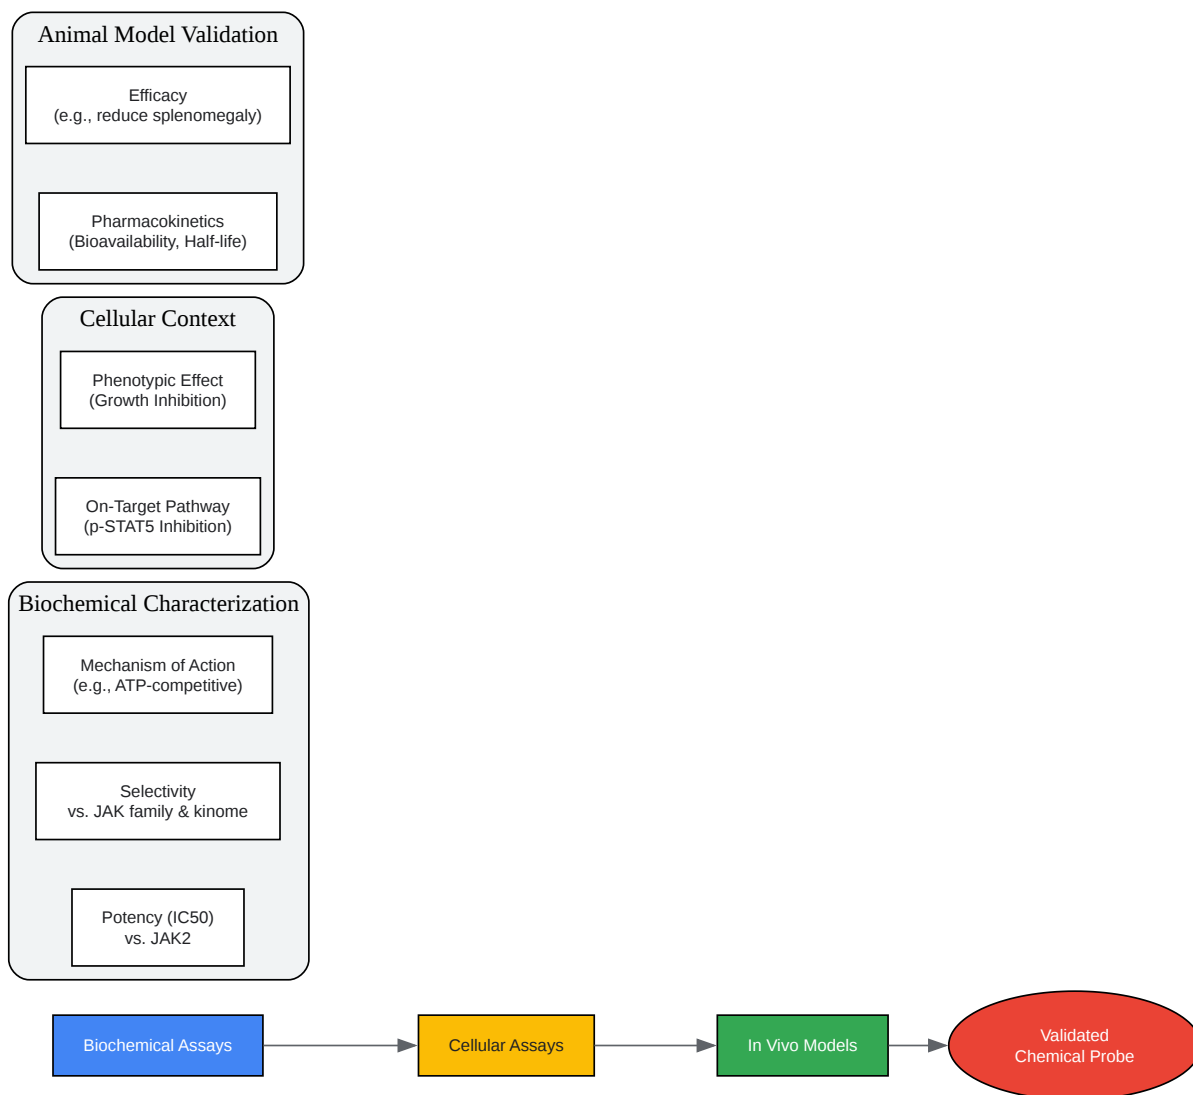 Animal Model Validation
Efficacy
(e.g., reduce splenomegaly)
Pharmacokinetics
(Bioavailability, Half-life)
Cellular Context
Phenotypic Effect
(Growth Inhibition)
On-Target Pathway
(p-STAT5 Inhibition)
Biochemical Characterization
Mechanism of Action
(e.g., ATP-competitive)
Selectivity
vs. JAK family & kinome
Potency (IC50)
vs. JAK2
Biochemical Assays
Cellular Assays
In Vivo Models
Validated
Chemical Probe